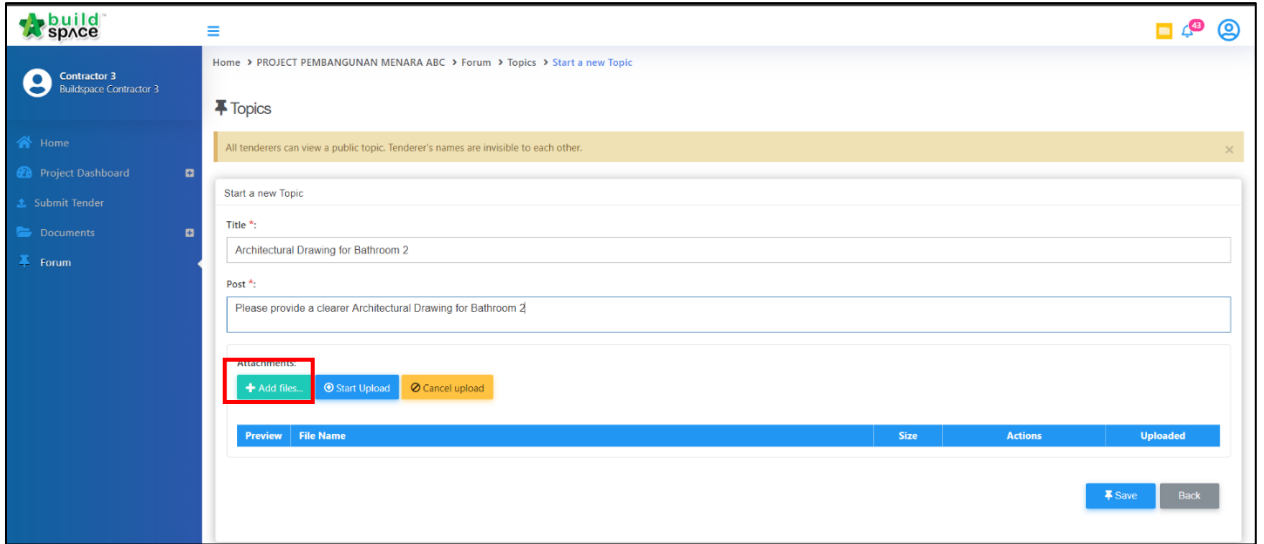 build
space
43
Home > PROJECT PEMBANGUNAN MENARA ABC > Forum > Topics > Start a new Topic
Contractor 3
Buildspace Contractor 3
Topics
Home
All tenderers can view a public topic. Tenderer's names are invisible to each other.
Project Dashboard
Start a new Topic
Submit Tender
Title *:
Documents
Architectural Drawing for Bathroom 2
Forum
Post *:
Please provide a clearer Architectural Drawing for Bathroom 2
Attachments:
Add files... Start Upload Cancel upload
Preview File Name Size Actions Uploaded
Save Back